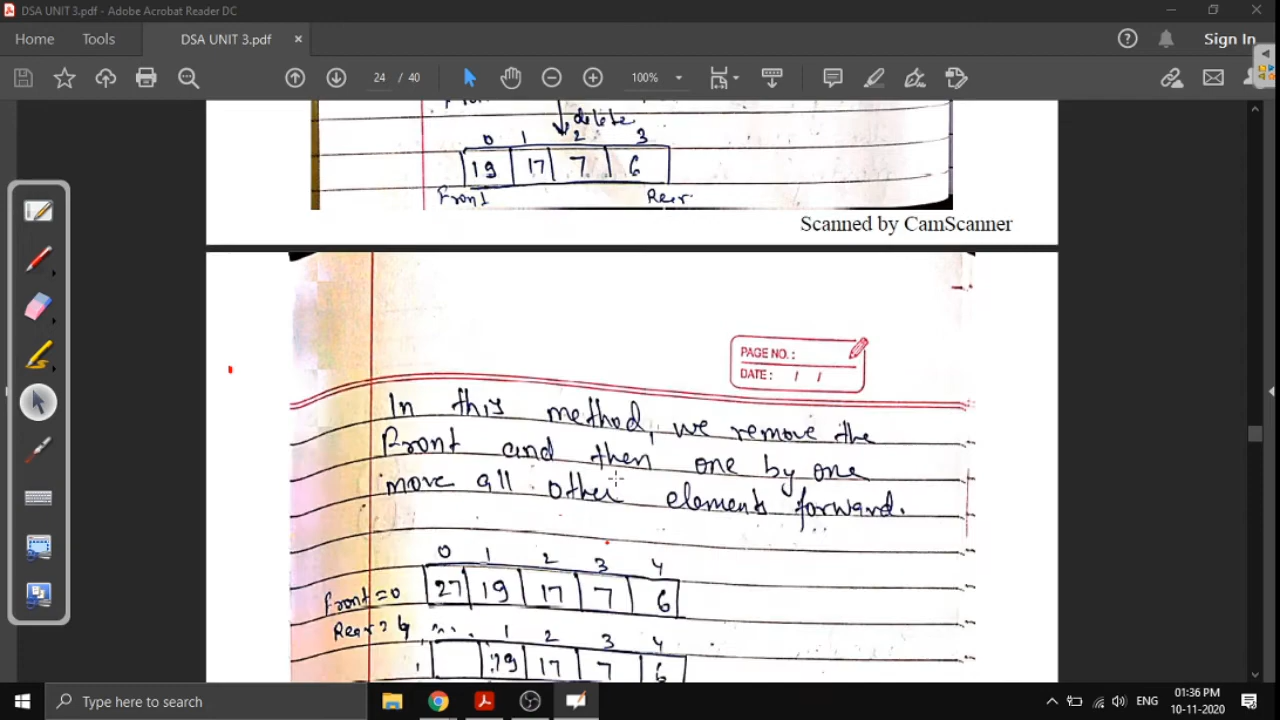 DSA UNIT 3.pdf - Adobe Acrobat Reader DC
Home Tools DSA UNIT 3.pdf × Sign In
24 / 40 100%
delete
0 1 2 3
19 17 7 6
Front Rear
Scanned by CamScanner
PAGE NO.:
DATE: / /
In this method, we remove the
Front and then one by one
move all other elements forward.
0 1 2 3 4
Front = 0 27 19 17 7 6
1 2 3 4
19 17 7 6
Type here to search
ENG
01:36 PM
10-11-2020